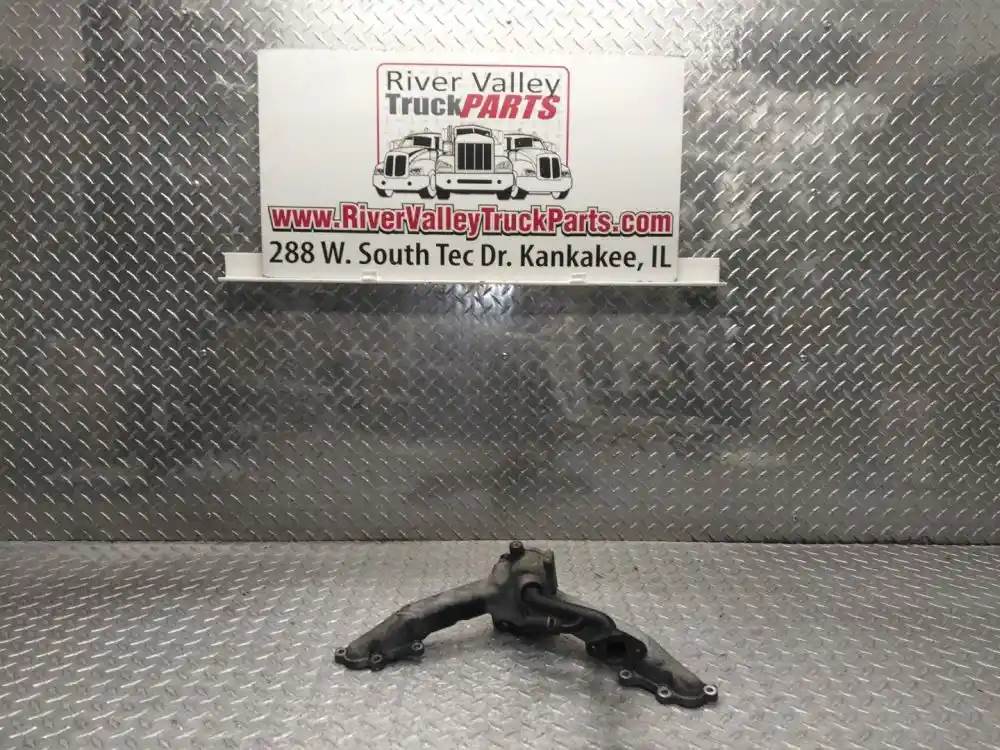 River Valley
TruckPARTS
www.RiverValleyTruckParts.com
288 W. South Tec Dr. Kankakee, IL